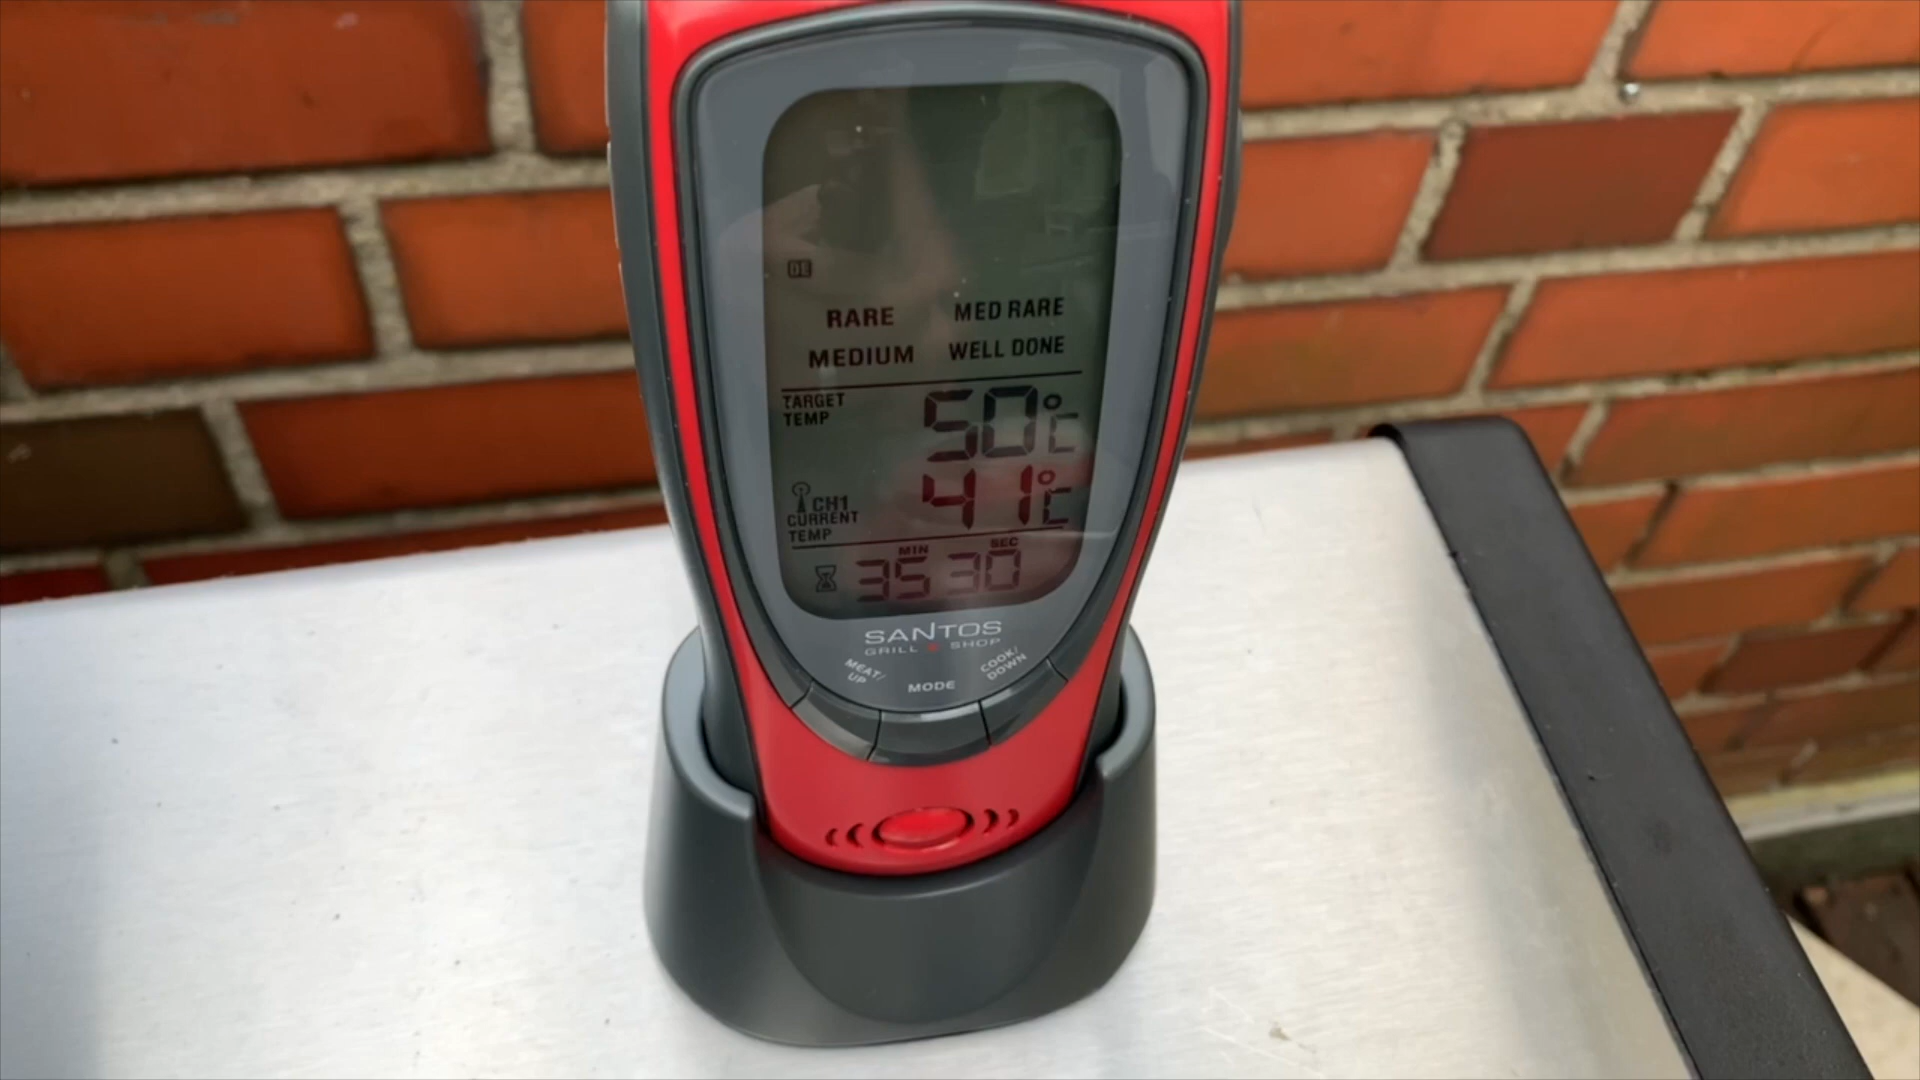 DE
RARE MED RARE
MEDIUM WELL DONE
TARGET
TEMP
50°C
CH1
CURRENT
TEMP
41°C
MIN SEC
35 30
SANTOS
GRILL SHOP
MEAT/
UP
MODE
COOK/
DOWN